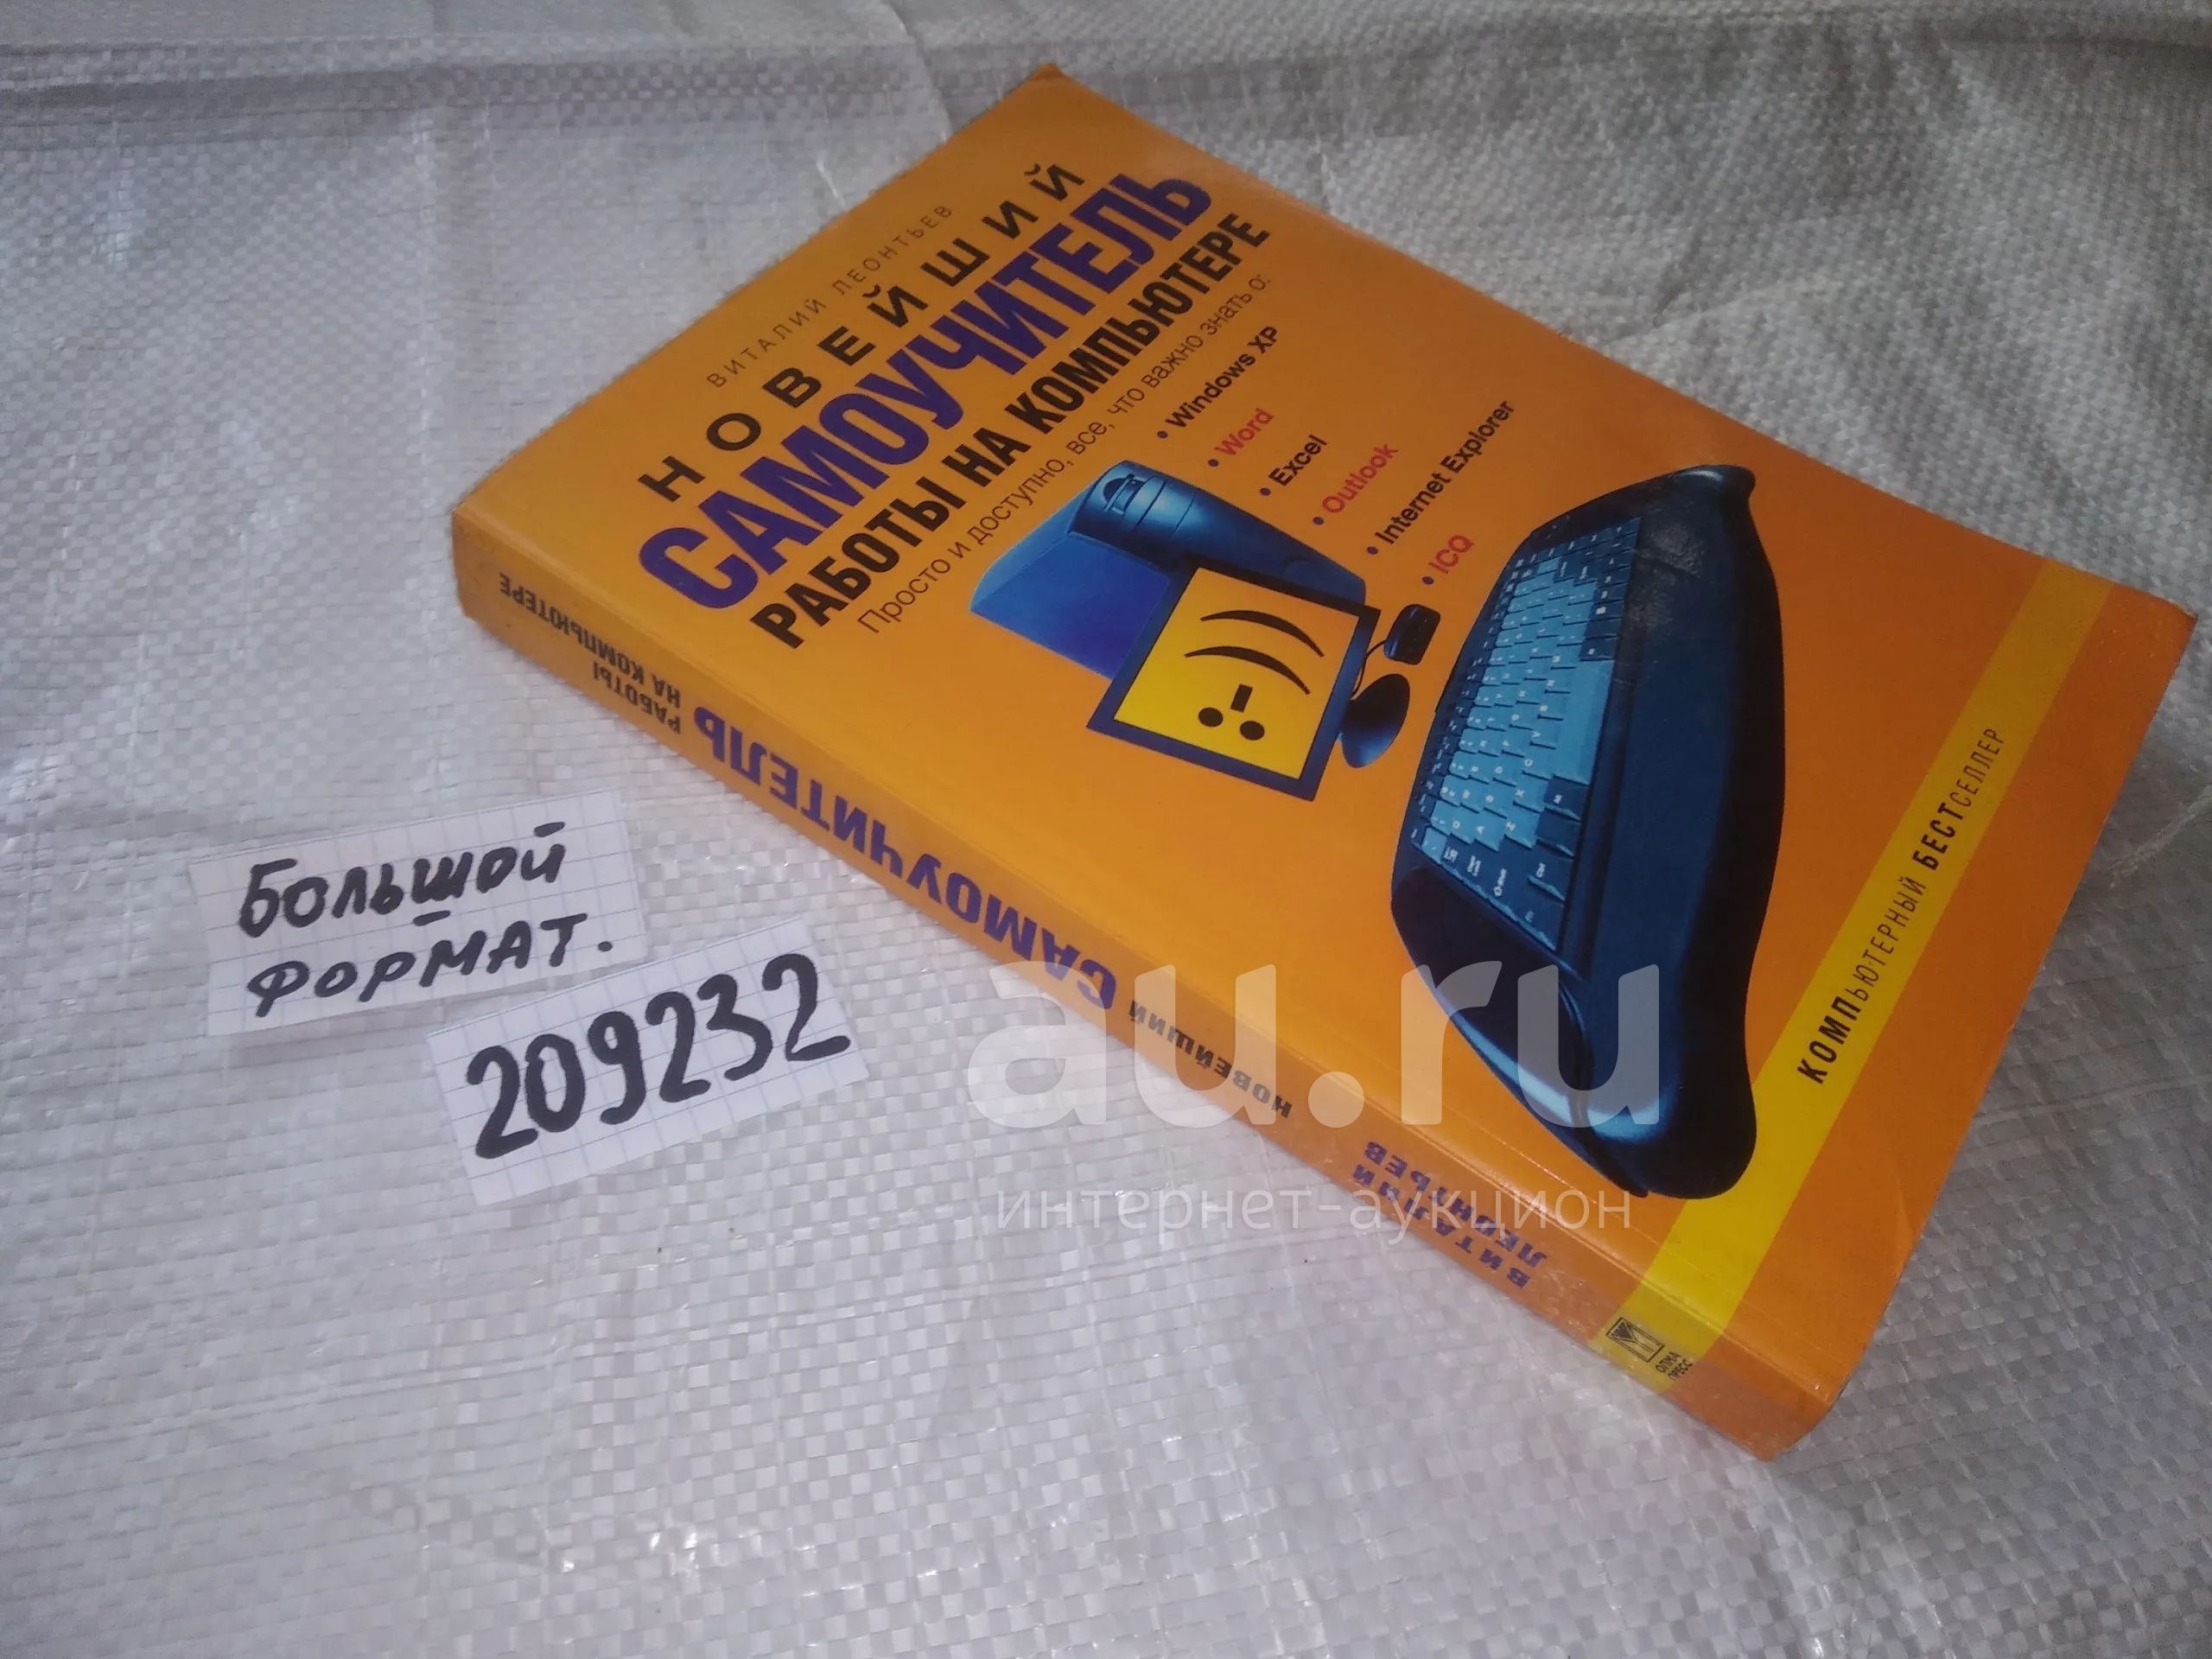 ВИТАЛИЙ ЛЕОНТЬЕВ
НОВЕЙШИЙ
САМОУЧИТЕЛЬ
РАБОТЫ НА КОМПЬЮТЕРЕ
Просто и доступно, все, что важно знать о:
• Windows XP
• Word
• Excel
• Outlook
• Internet Explorer
• ICQ
:-))
КОМПЬЮТЕРНЫЙ БЕСТСЕЛЛЕР
ВИТАЛИЙ
ЛЕОНТЬЕВ
НОВЕЙШИЙ
САМОУЧИТЕЛЬ
РАБОТЫ
НА КОМПЬЮТЕРЕ
ОЛМА
ПРЕСС
БОЛЬШОЙ
ФОРМАТ.
209232
au.ru
интернет-аукцион